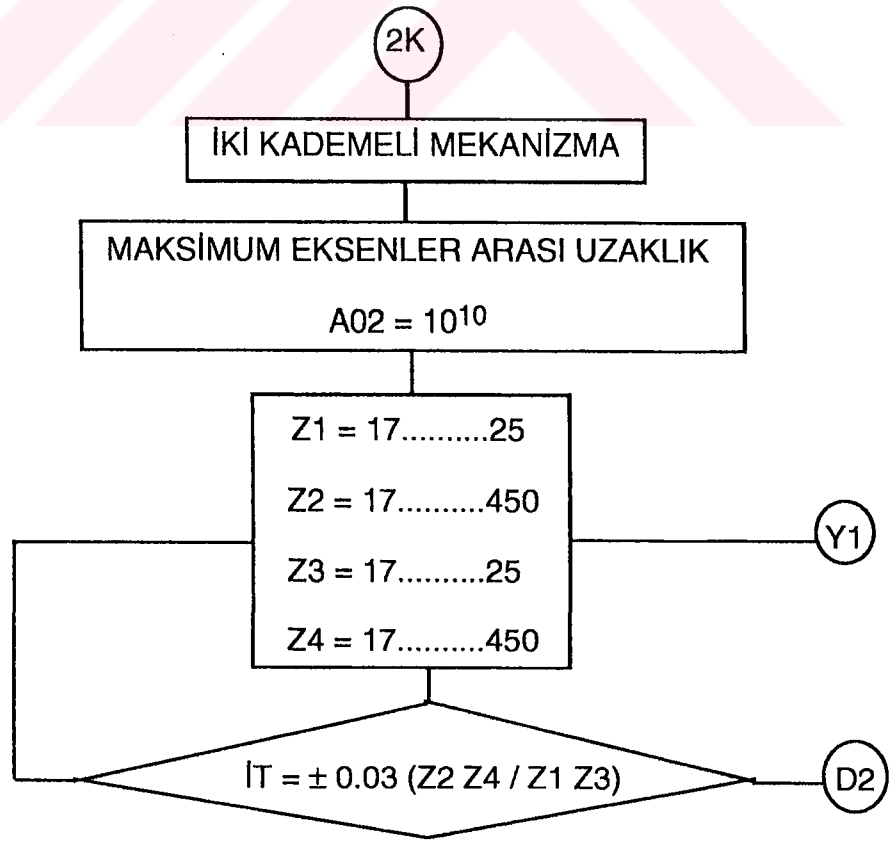 2K
İKİ KADEMELİ MEKANİZMA
MAKSİMUM EKSENLER ARASI UZAKLIK
A02 = 10¹⁰
Z1 = 17..........25
Z2 = 17..........450
Y1
Z3 = 17..........25
Z4 = 17..........450
İT = ± 0.03 (Z2 Z4 / Z1 Z3)
D2